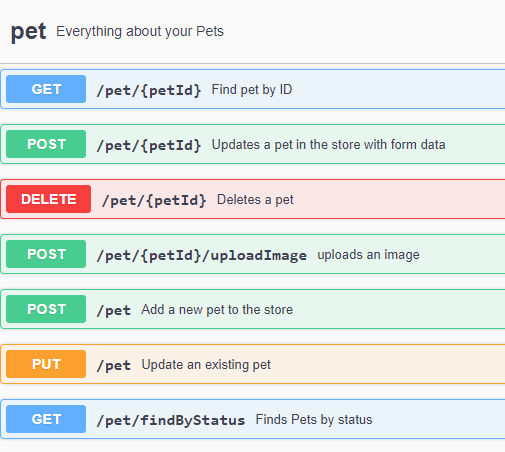 pet Everything about your Pets
GET /pet/{petId} Find pet by ID
POST /pet/{petId} Updates a pet in the store with form data
DELETE /pet/{petId} Deletes a pet
POST /pet/{petId}/uploadImage uploads an image
POST /pet Add a new pet to the store
PUT /pet Update an existing pet
GET /pet/findByStatus Finds Pets by status